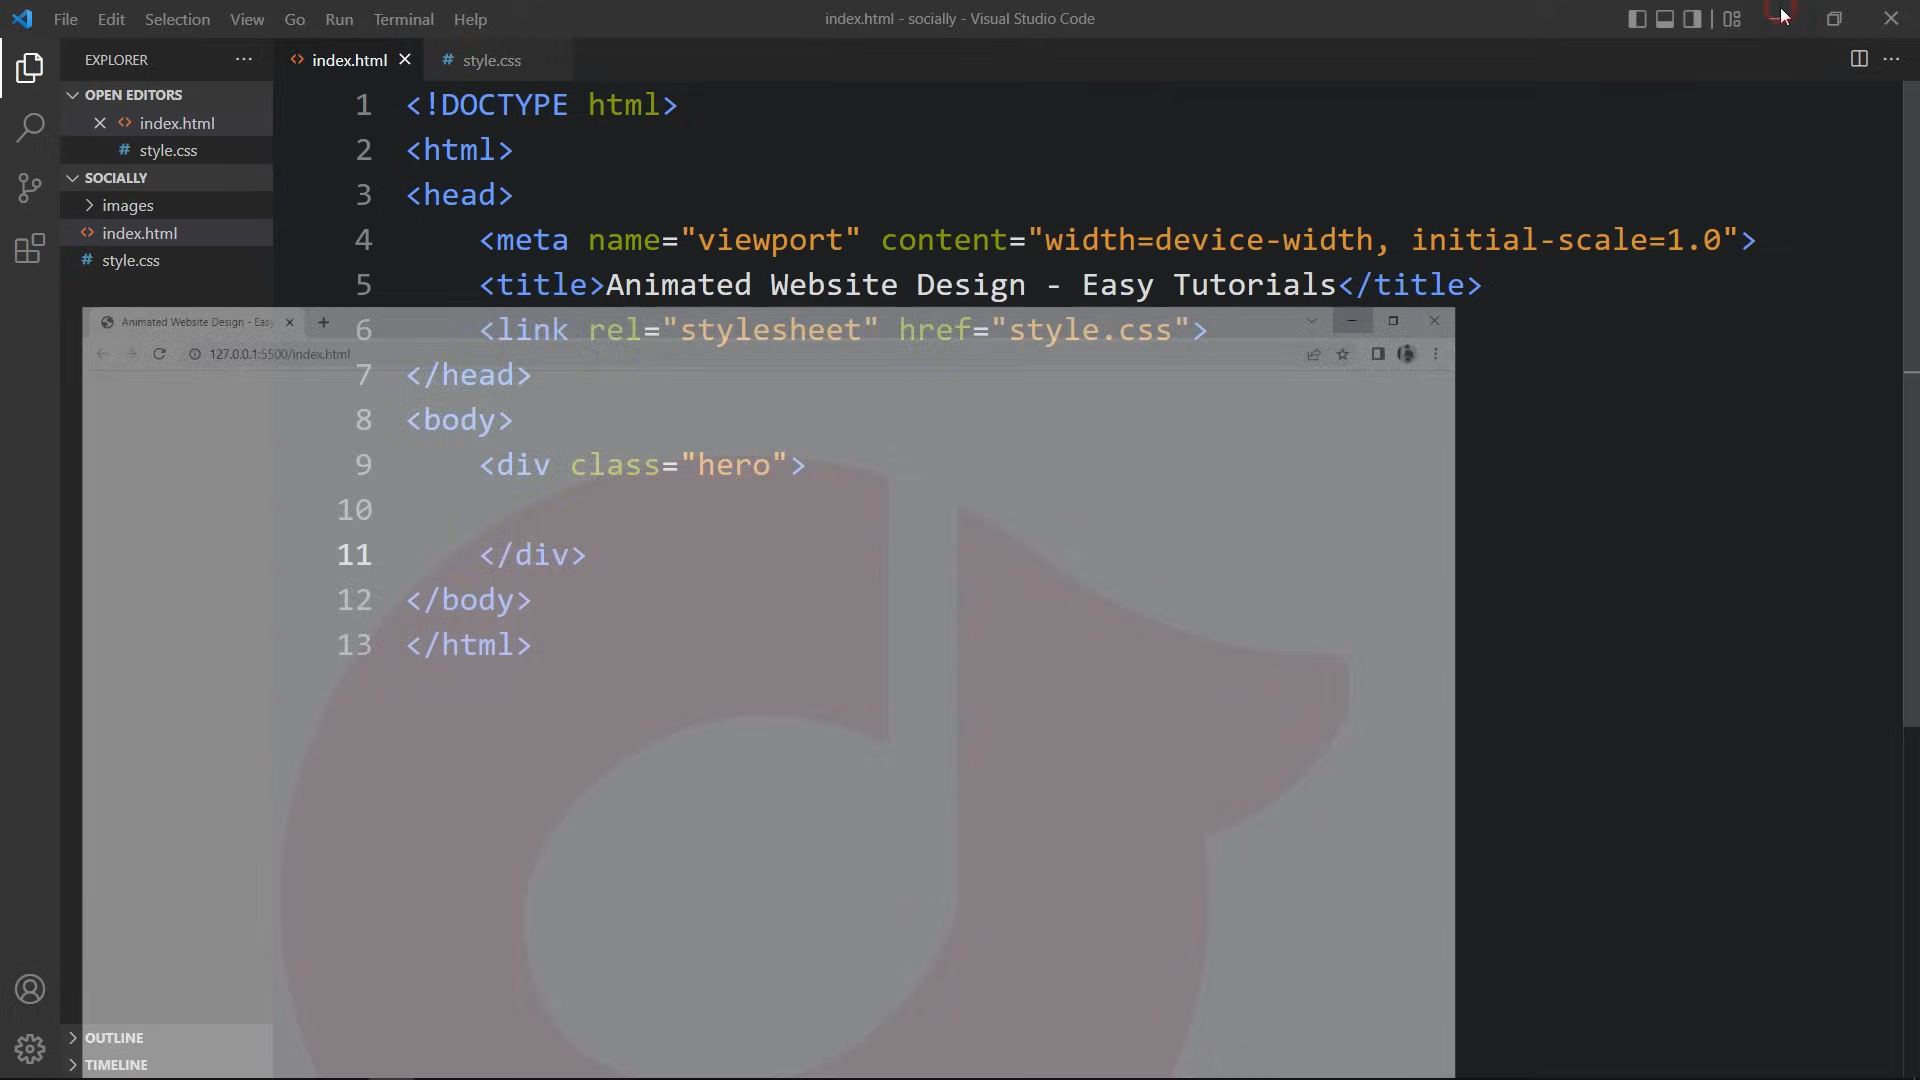 File Edit Selection View Go Run Terminal Help
index.html - socially - Visual Studio Code
EXPLORER
OPEN EDITORS
index.html
# style.css
SOCIALLY
images
index.html
# style.css
OUTLINE
TIMELINE
index.html
# style.css
1 <!DOCTYPE html>
2 <html>
3 <head>
4 <meta name="viewport" content="width=device-width, initial-scale=1.0">
5 <title>Animated Website Design - Easy Tutorials</title>
6 <link rel="stylesheet" href="style.css">
7 </head>
8 <body>
9 <div class="hero">
10
11 </div>
12 </body>
13 </html>
Animated Website Design - Easy
127.0.0.1:5500/index.html